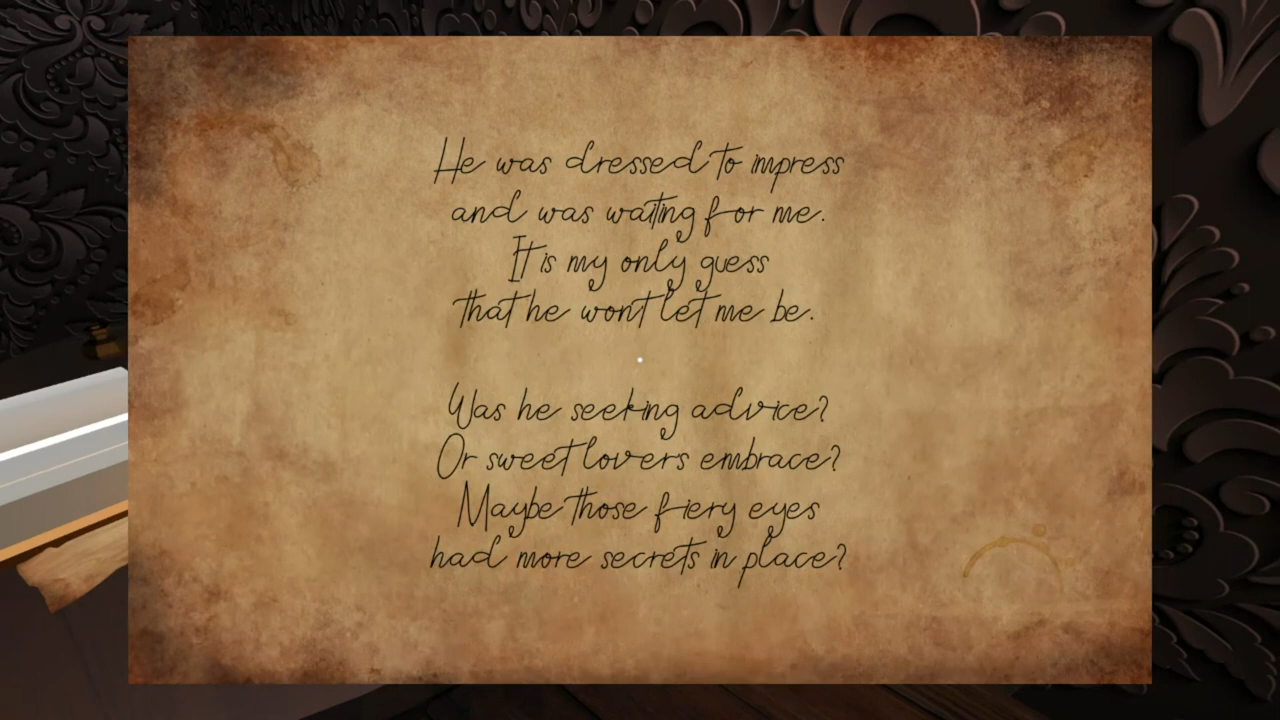 He was dressed to impress
and was waiting for me.
It is my only guess
that he wont let me be.
Was he seeking advice?
Or sweet lovers embrace?
Maybe those fiery eyes
had more secrets in place?